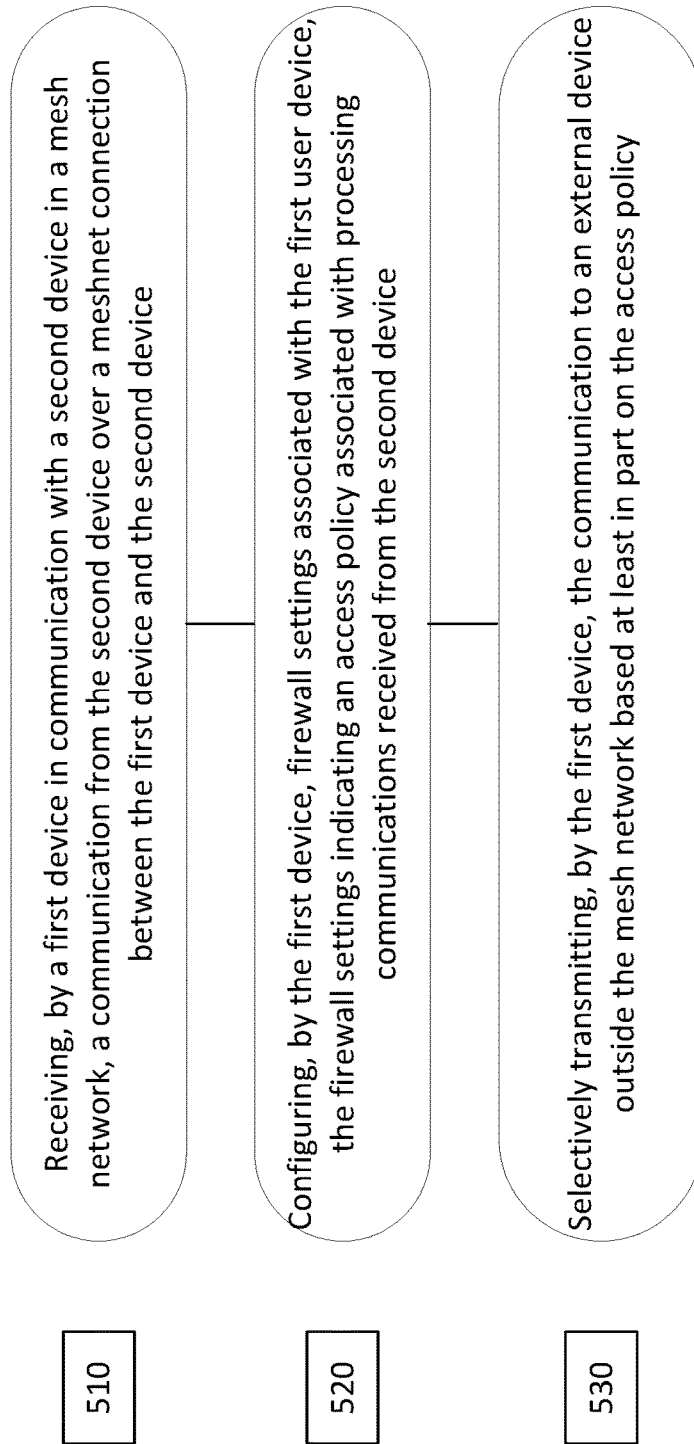 510
Receiving, by a first device in communication with a second device in a mesh
network, a communication from the second device over a meshnet connection
between the first device and the second device
520
Configuring, by the first device, firewall settings associated with the first user device,
the firewall settings indicating an access policy associated with processing
communications received from the second device
530
Selectively transmitting, by the first device, the communication to an external device
outside the mesh network based at least in part on the access policy